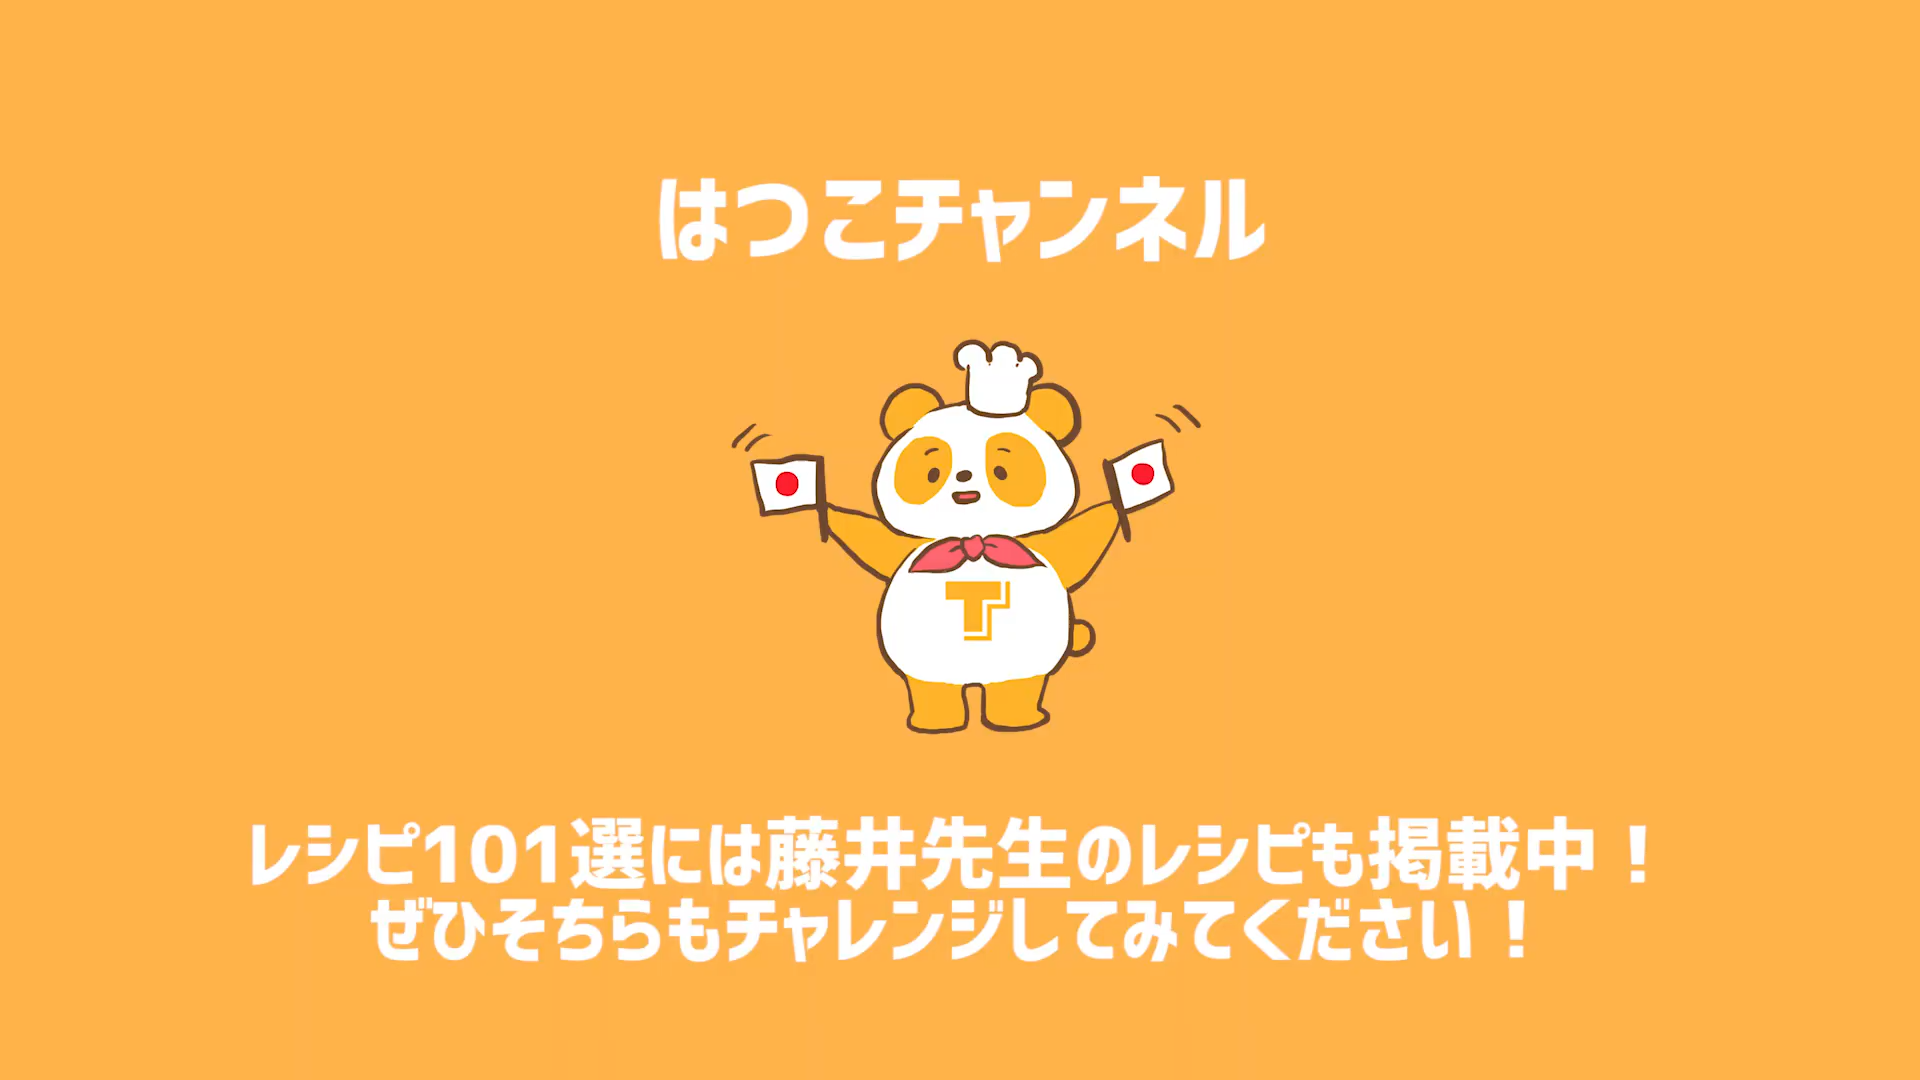 はつこチャンネル
T
レシピ101選には藤井先生のレシピも掲載中！
ぜひそちらもチャレンジしてみてください！